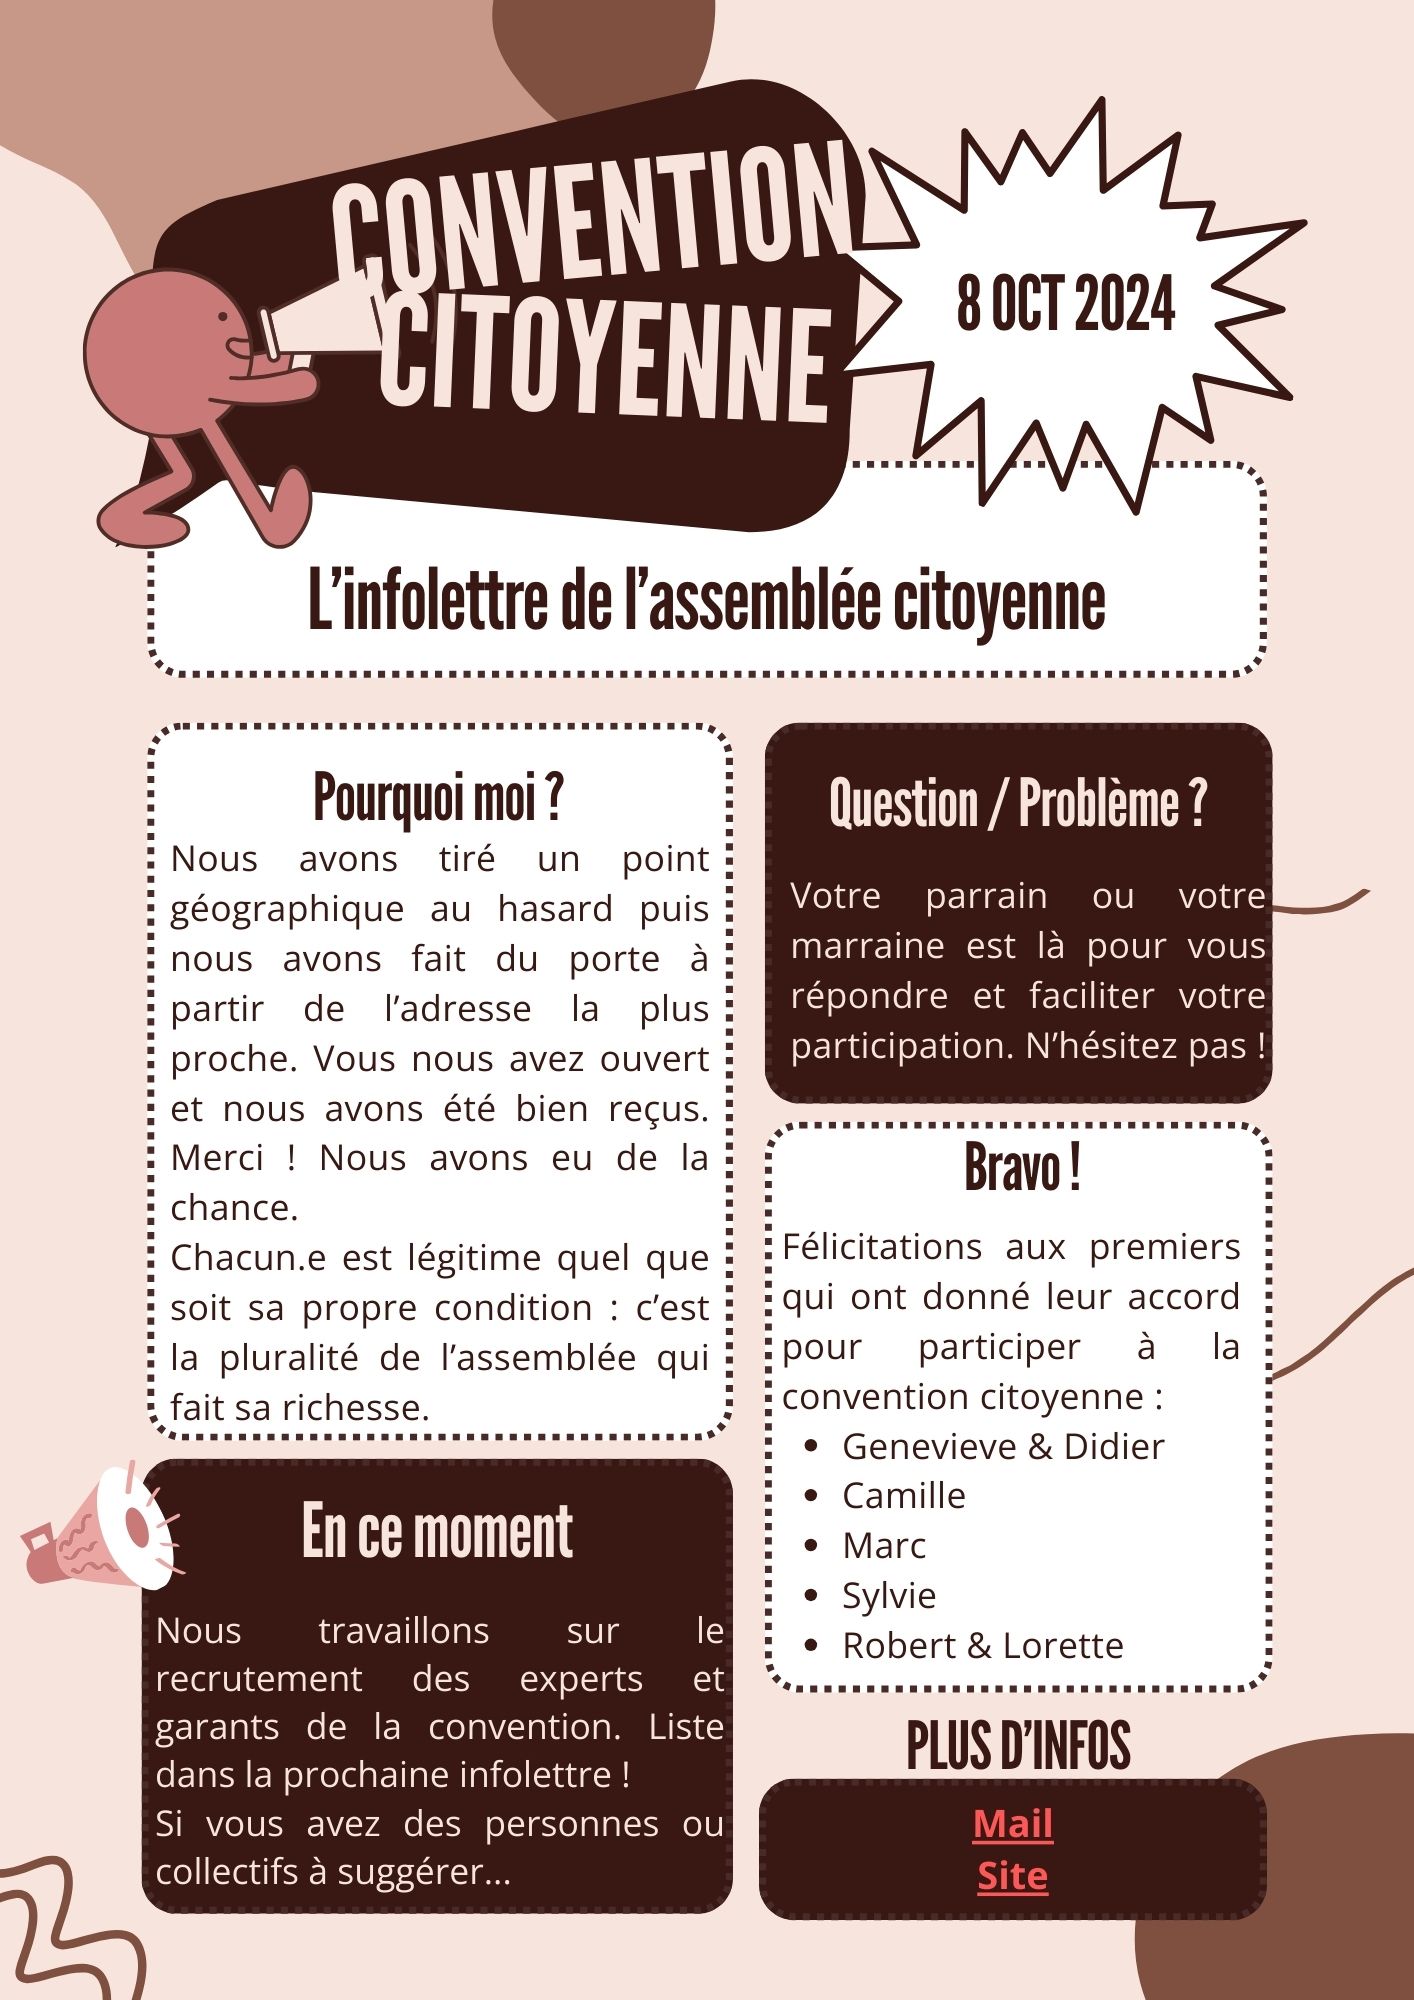 CONVENTION
CITOYENNE
8 OCT 2024
L’infolettre de l’assemblée citoyenne
Pourquoi moi ?
Nous avons tiré un point
géographique au hasard puis
nous avons fait du porte à
partir de l’adresse la plus
proche. Vous nous avez ouvert
et nous avons été bien reçus.
Merci ! Nous avons eu de la
chance.
Chacun.e est légitime quel que
soit sa propre condition : c’est
la pluralité de l’assemblée qui
fait sa richesse.
En ce moment
Nous travaillons sur le
recrutement des experts et
garants de la convention. Liste
dans la prochaine infolettre !
Si vous avez des personnes ou
collectifs à suggérer...
Question / Problème ?
Votre parrain ou votre
marraine est là pour vous
répondre et faciliter votre
participation. N’hésitez pas !
Bravo !
Félicitations aux premiers
qui ont donné leur accord
pour participer à la
convention citoyenne :
• Genevieve & Didier
• Camille
• Marc
• Sylvie
• Robert & Lorette
PLUS D’INFOS
Mail
Site